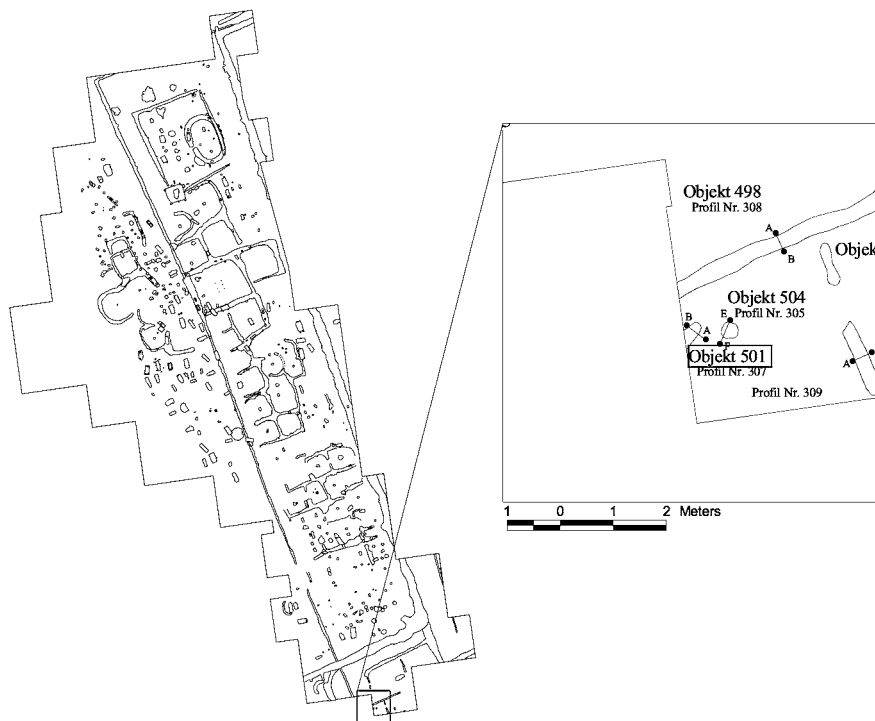 Objekt 498
Profil Nr. 308
A
B
Objek
Objekt 504
Profil Nr. 305
E
B
A
F
Objekt 501
Profil Nr. 307
A
Profil Nr. 309
1 0 1 2 Meters